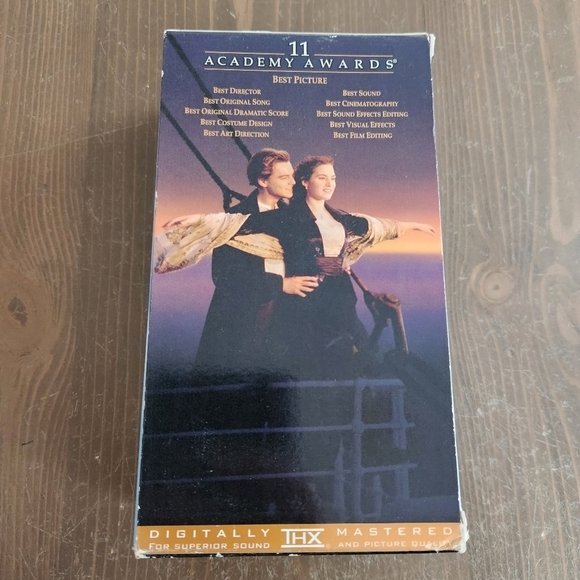 11
ACADEMY AWARDS®
BEST PICTURE
BEST DIRECTOR
BEST ORIGINAL SONG
BEST ORIGINAL DRAMATIC SCORE
BEST COSTUME DESIGN
BEST ART DIRECTION
BEST SOUND
BEST CINEMATOGRAPHY
BEST SOUND EFFECTS EDITING
BEST VISUAL EFFECTS
BEST FILM EDITING
DIGITALLY THX® MASTERED
FOR SUPERIOR SOUND AND PICTURE QUALITY